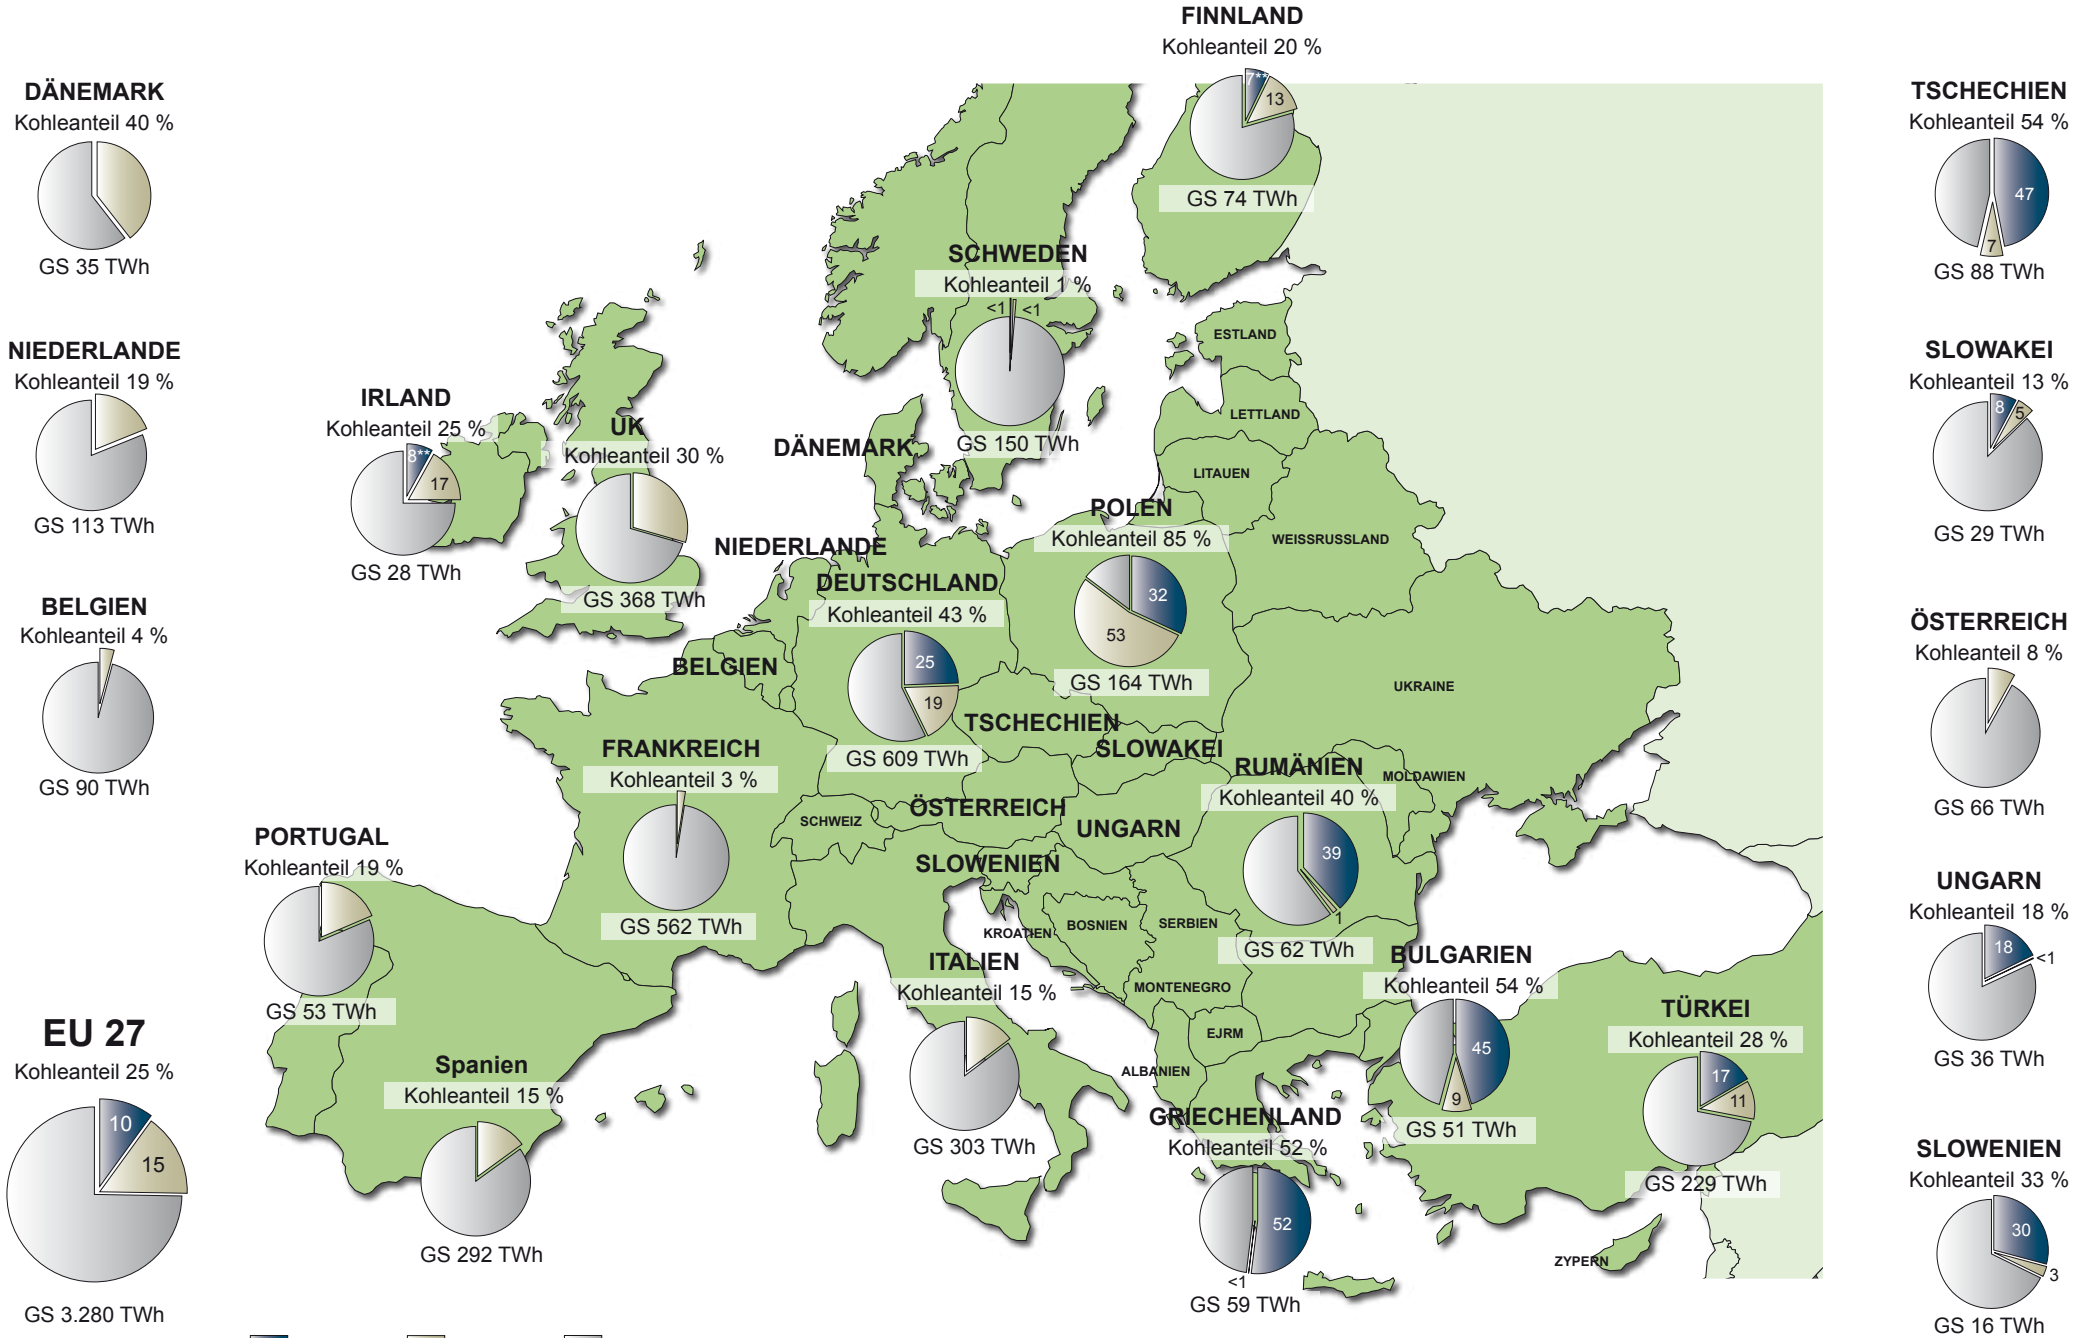 FINNLAND
Kohleanteil 20 %
7**
13
GS 74 TWh
DÄNEMARK
Kohleanteil 40 %
GS 35 TWh
TSCHECHIEN
Kohleanteil 54 %
47
7
GS 88 TWh
SCHWEDEN
Kohleanteil 1 %
<1
<1
GS 150 TWh
ESTLAND
LETTLAND
LITAUEN
WEISSRUSSLAND
NIEDERLANDE
Kohleanteil 19 %
GS 113 TWh
IRLAND
Kohleanteil 25 %
8**
17
GS 28 TWh
UK
Kohleanteil 30 %
GS 368 TWh
DÄNEMARK
SLOWAKEI
Kohleanteil 13 %
8
5
GS 29 TWh
POLEN
Kohleanteil 85 %
32
53
GS 164 TWh
NIEDERLANDE
DEUTSCHLAND
Kohleanteil 43 %
25
19
GS 609 TWh
BELGIEN
Kohleanteil 4 %
GS 90 TWh
BELGIEN
TSCHECHIEN
SLOWAKEI
UKRAINE
ÖSTERREICH
Kohleanteil 8 %
GS 66 TWh
FRANKREICH
Kohleanteil 3 %
GS 562 TWh
RUMÄNIEN
Kohleanteil 40 %
39
1
GS 62 TWh
MOLDAWIEN
SCHWEIZ
ÖSTERREICH
UNGARN
SLOWENIEN
PORTUGAL
Kohleanteil 19 %
GS 53 TWh
KROATIEN
BOSNIEN
SERBIEN
MONTENEGRO
EJRM
ALBANIEN
UNGARN
Kohleanteil 18 %
18
<1
GS 36 TWh
ITALIEN
Kohleanteil 15 %
GS 303 TWh
BULGARIEN
Kohleanteil 54 %
45
9
GS 51 TWh
TÜRKEI
Kohleanteil 28 %
17
11
GS 229 TWh
EU 27
Kohleanteil 25 %
10
15
GS 3.280 TWh
Spanien
Kohleanteil 15 %
GS 292 TWh
GRIECHENLAND
Kohleanteil 52 %
52
<1
GS 59 TWh
ZYPERN
SLOWENIEN
Kohleanteil 33 %
30
3
GS 16 TWh